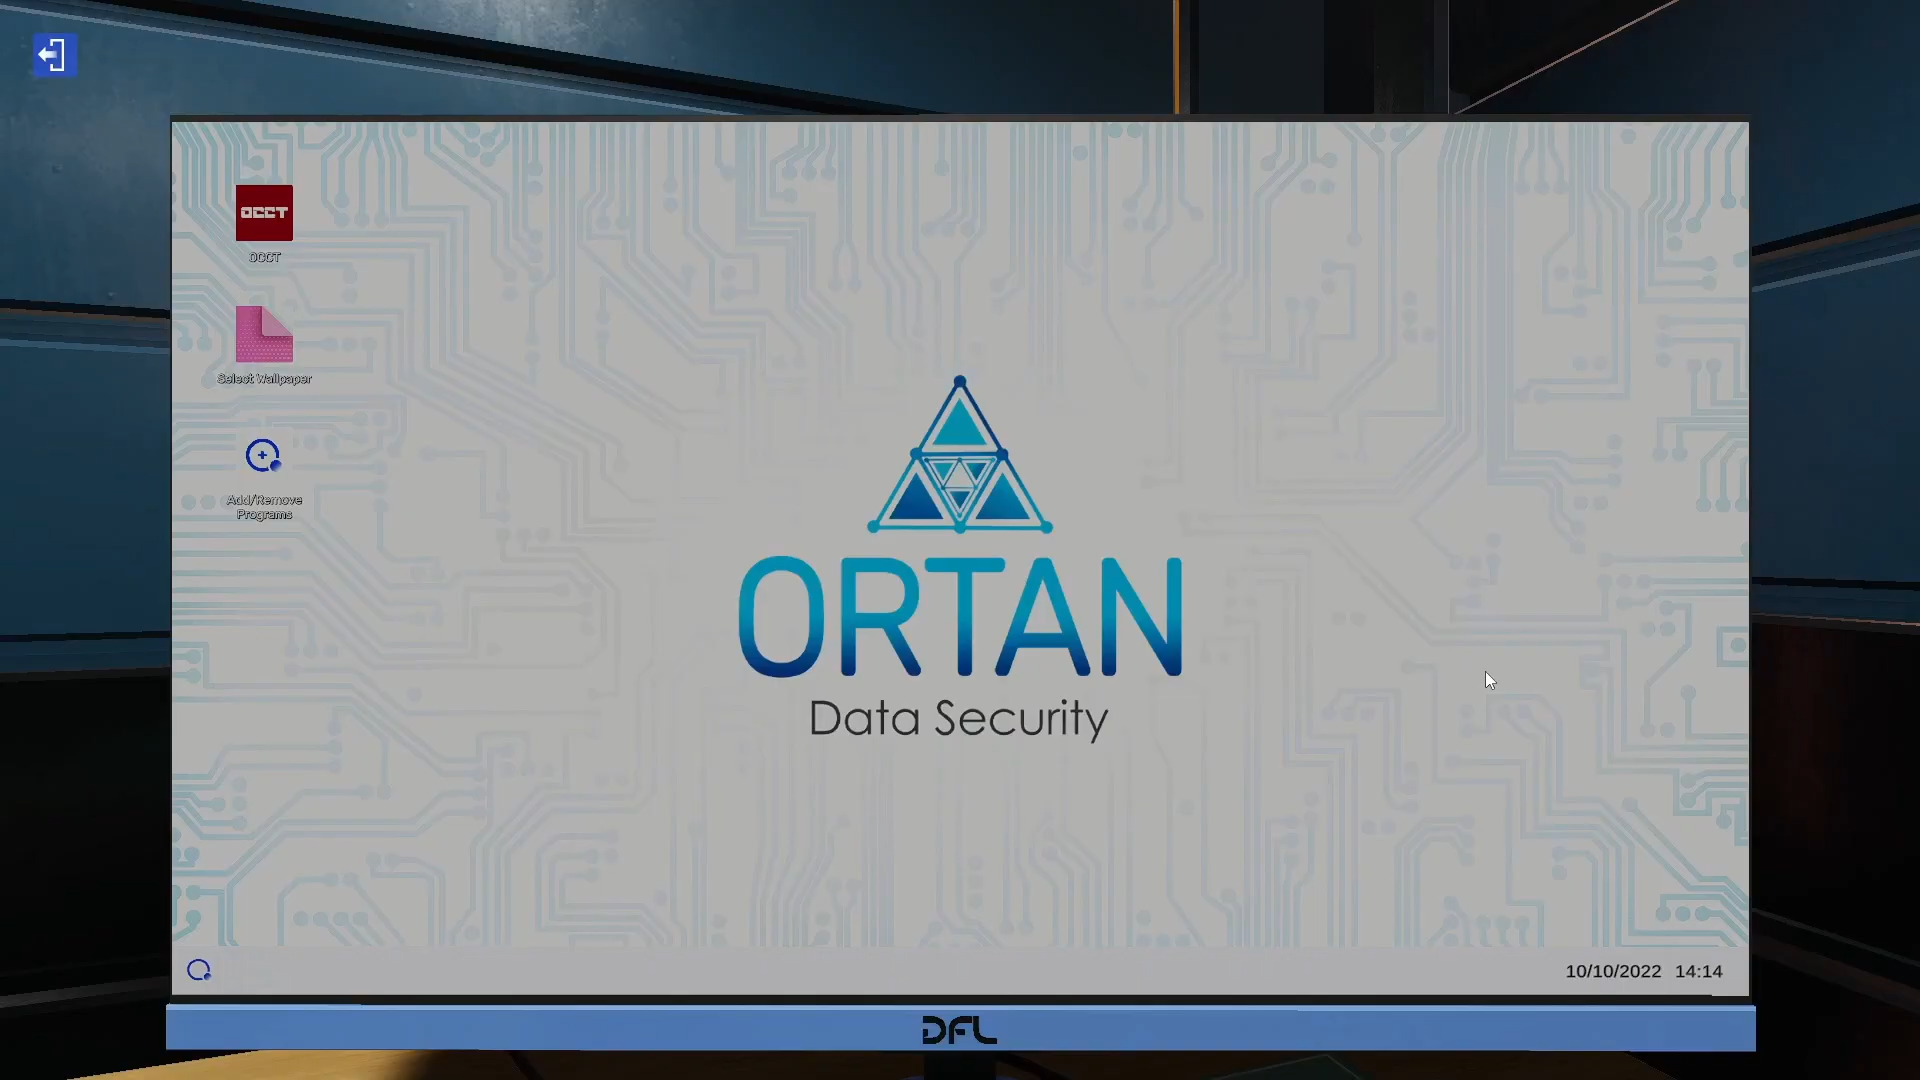 OCCT
OCCT
Select Wallpaper
Add/Remove
Programs
ORTAN
Data Security
10/10/2022 14:14
DFL